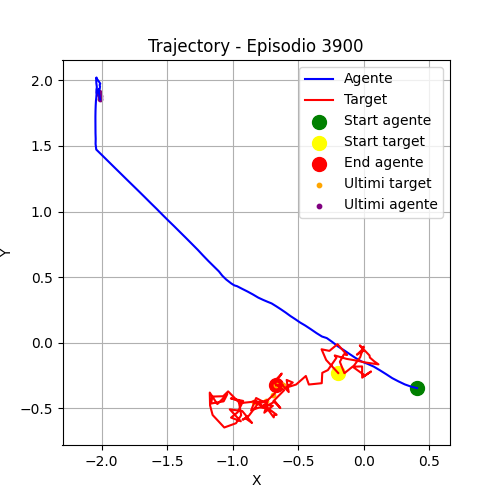 Trajectory - Episodio 3900
Agente
Target
Start agente
Start target
End agente
Ultimi target
Ultimi agente
2.0
1.5
1.0
0.5
0.0
−0.5
Y
−2.0 −1.5 −1.0 −0.5 0.0 0.5
X